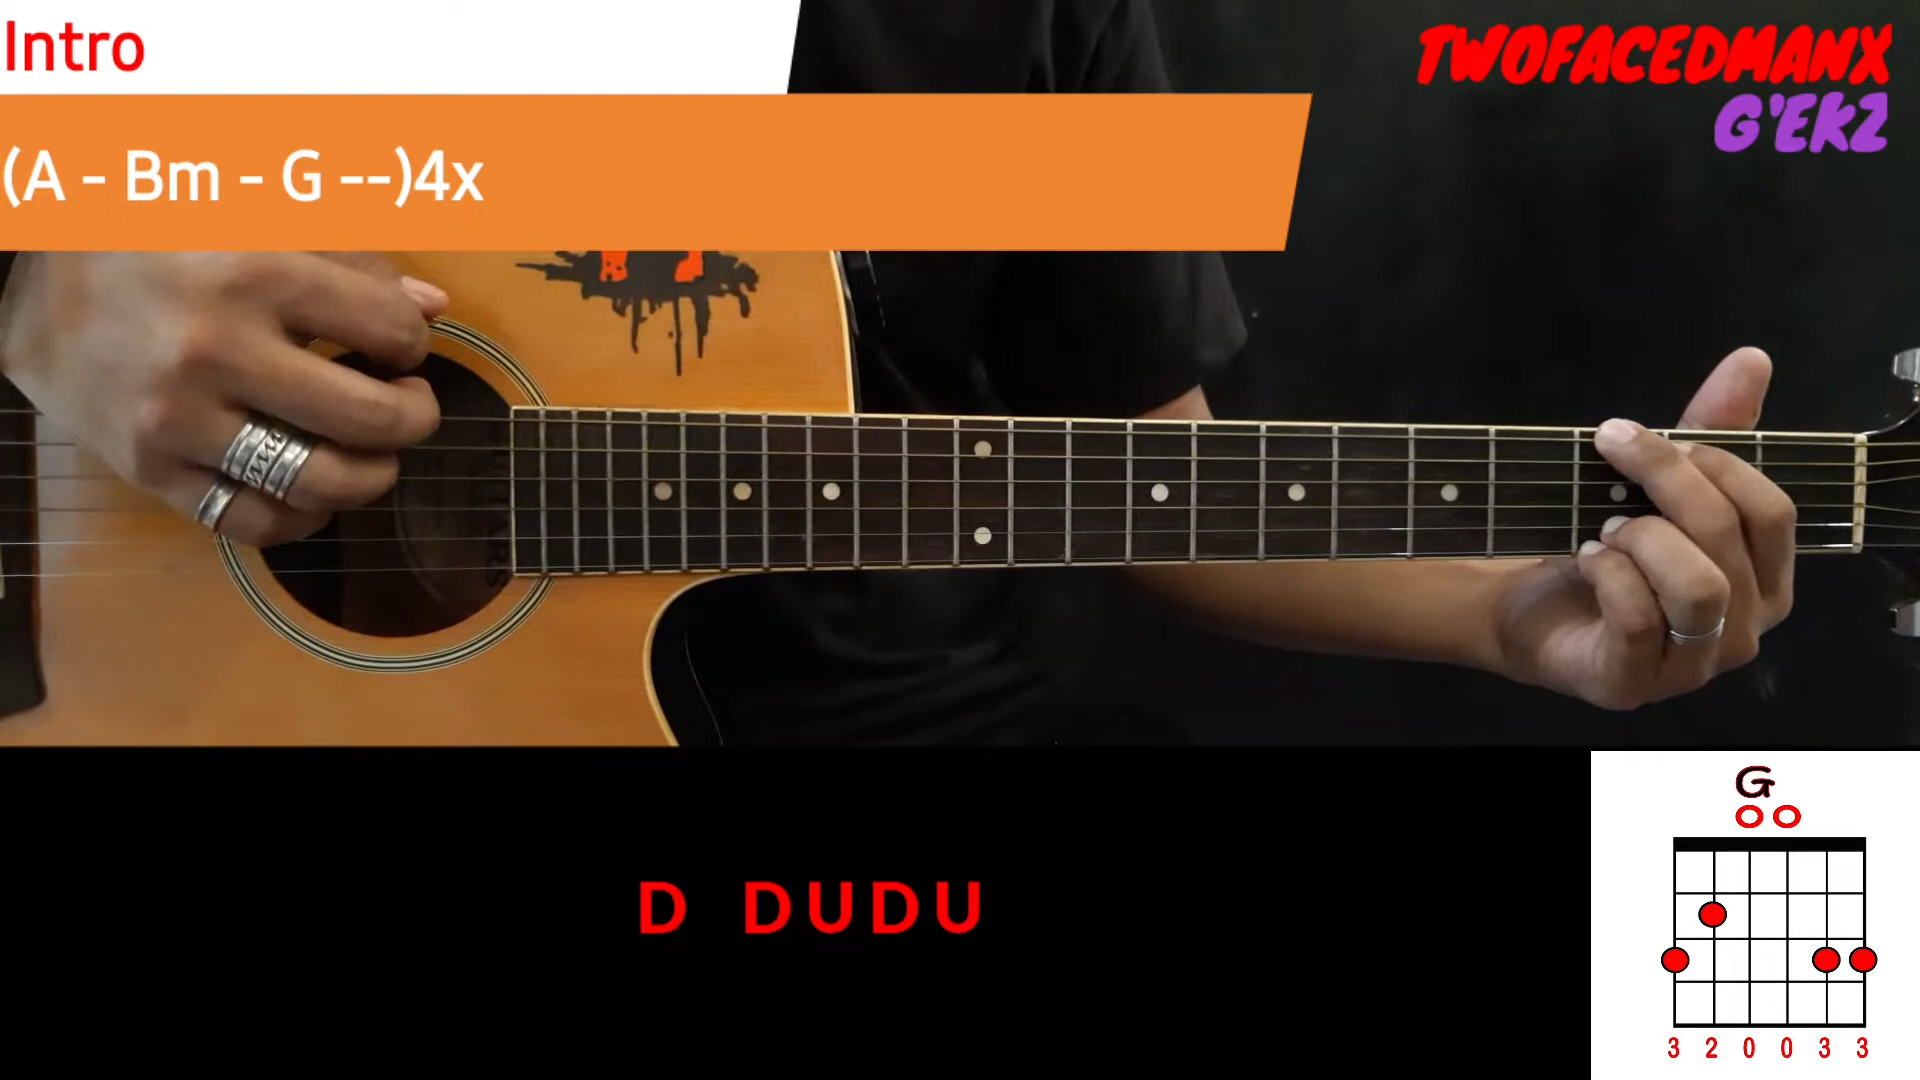 Intro
TWOFACEDMANX
G'EKZ
(A - Bm - G --)4x
D DUDU
G
3 2 0 0 3 3